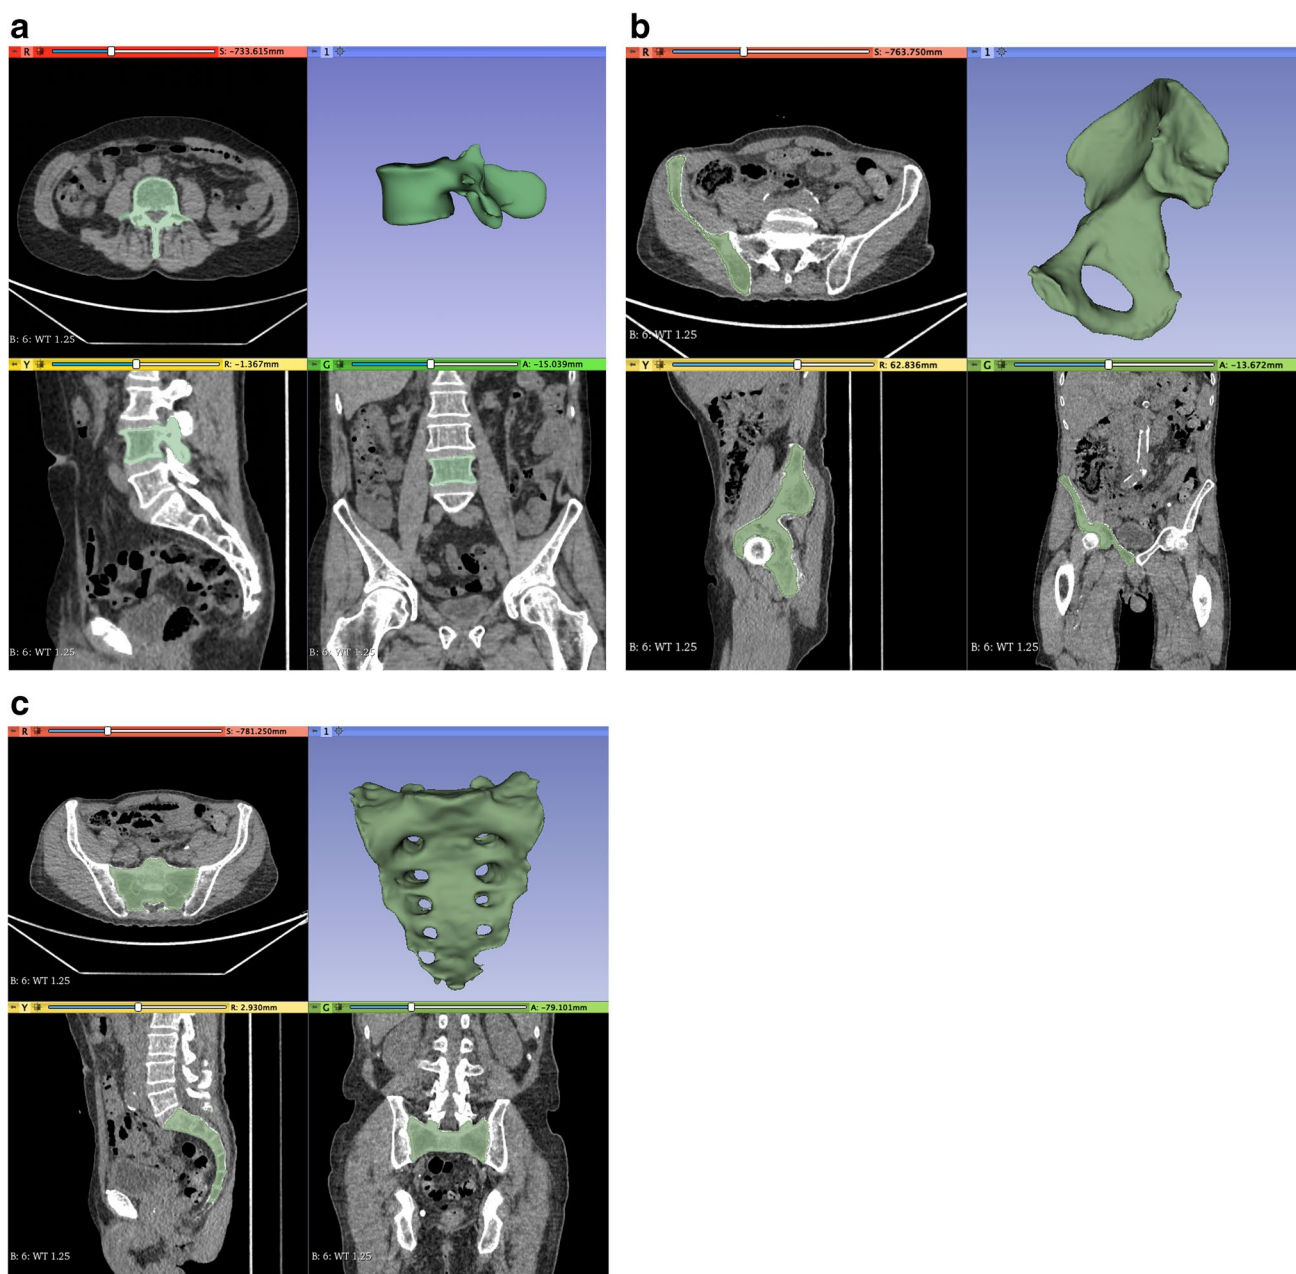 a
b
R S: -733.615mm 1
R S: -763.750mm 1
B: 6: WT 1.25
B: 6: WT 1.25
Y R: -1.367mm G A: -15.039mm
Y R: 62.836mm G A: -13.672mm
B: 6: WT 1.25 B: 6: WT 1.25
B: 6: WT 1.25 B: 6: WT 1.25
c
R S: -781.250mm 1
B: 6: WT 1.25
Y R: 2.930mm G A: -79.101mm
B: 6: WT 1.25 B: 6: WT 1.25